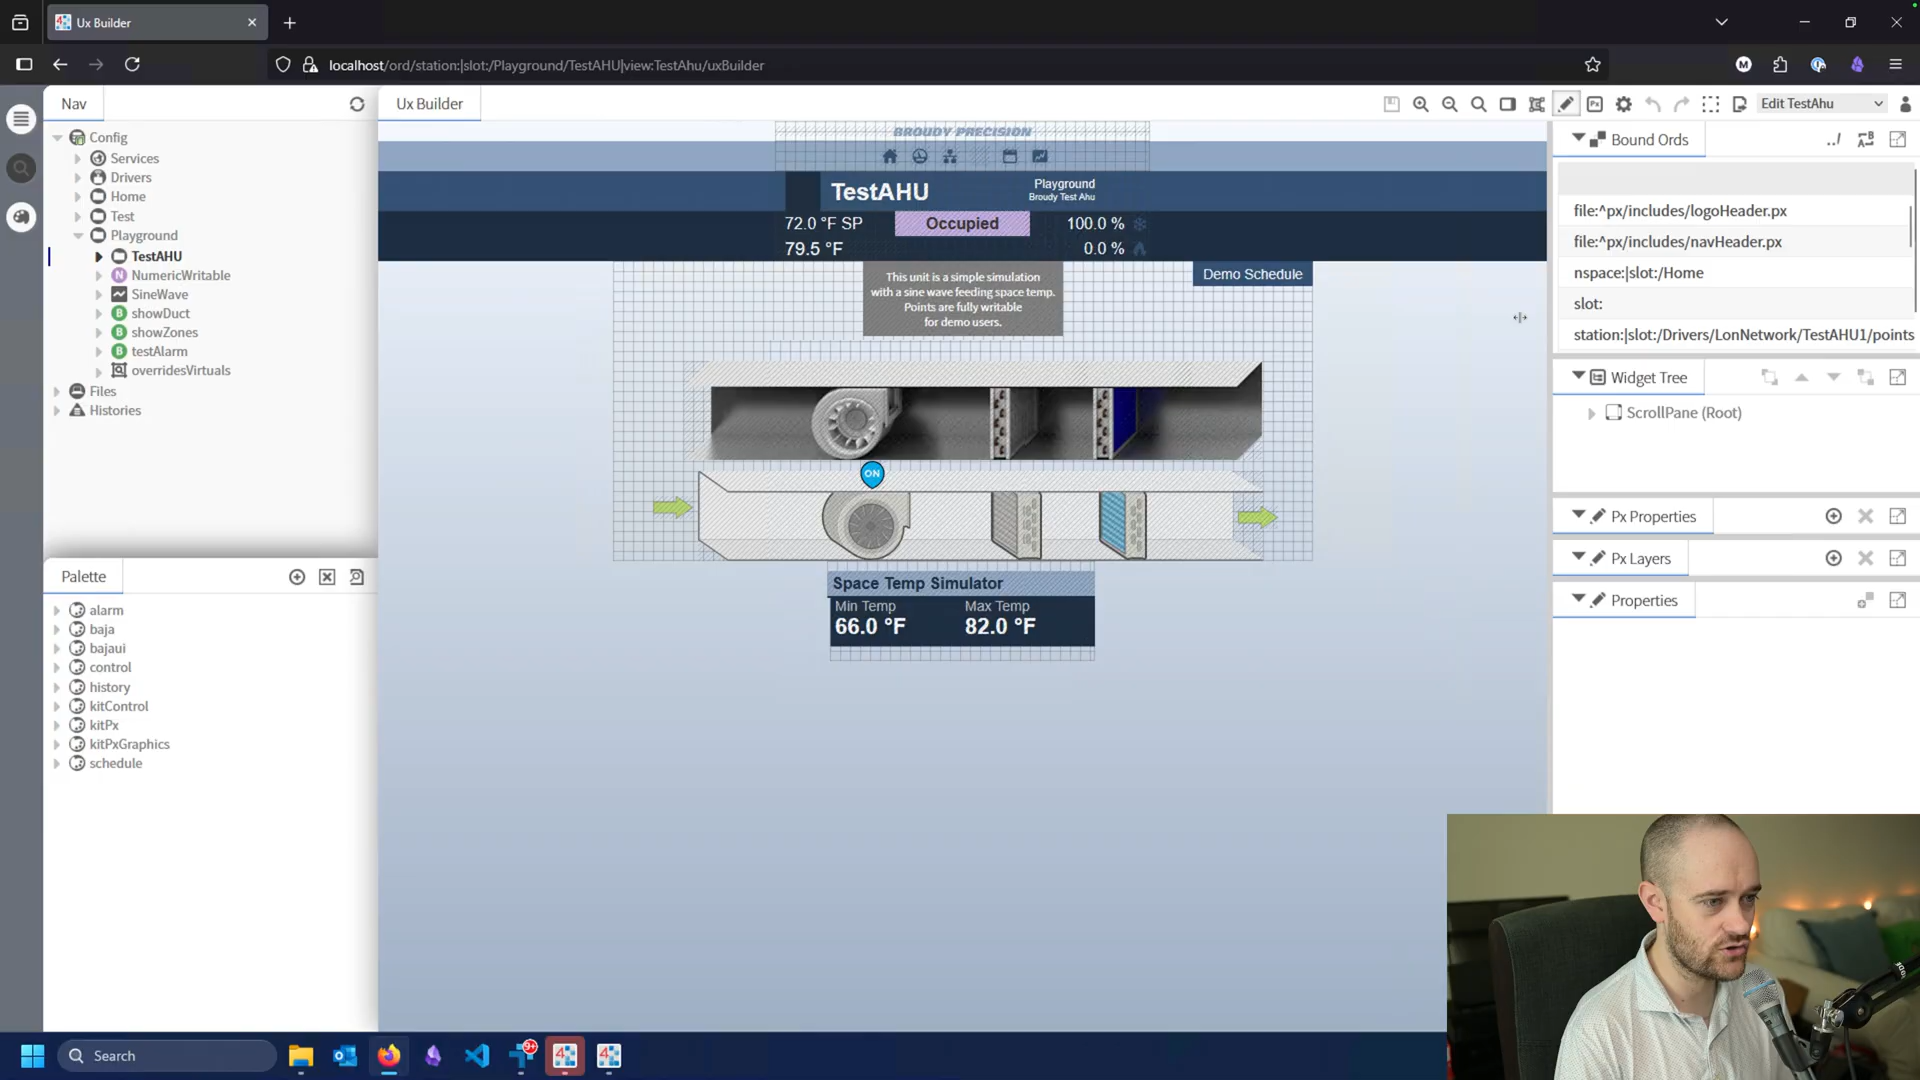 Ux Builder
localhost/ord/station:|slot:/Playground/TestAHU|view:TestAhu/uxBuilder
M
Nav
Ux Builder
Edit TestAhu
Config
Services
Drivers
Home
Test
Playground
TestAHU
N NumericWritable
SineWave
B showDuct
B showZones
B testAlarm
overridesVirtuals
Files
Histories
Palette
alarm
baja
bajaui
control
history
kitControl
kitPx
kitPxGraphics
schedule
BROUDY PRECISION
TestAHU
Playground
Broudy Test Ahu
72.0 °F SP
Occupied
100.0 %
79.5 °F
0.0 %
This unit is a simple simulation
with a sine wave feeding space temp.
Points are fully writable
for demo users.
Demo Schedule
ON
Space Temp Simulator
Min Temp
Max Temp
66.0 °F
82.0 °F
Bound Ords
file:^px/includes/logoHeader.px
file:^px/includes/navHeader.px
nspace:|slot:/Home
slot:
station:|slot:/Drivers/LonNetwork/TestAHU1/points
Widget Tree
ScrollPane (Root)
Px Properties
Px Layers
Properties
Search
9+